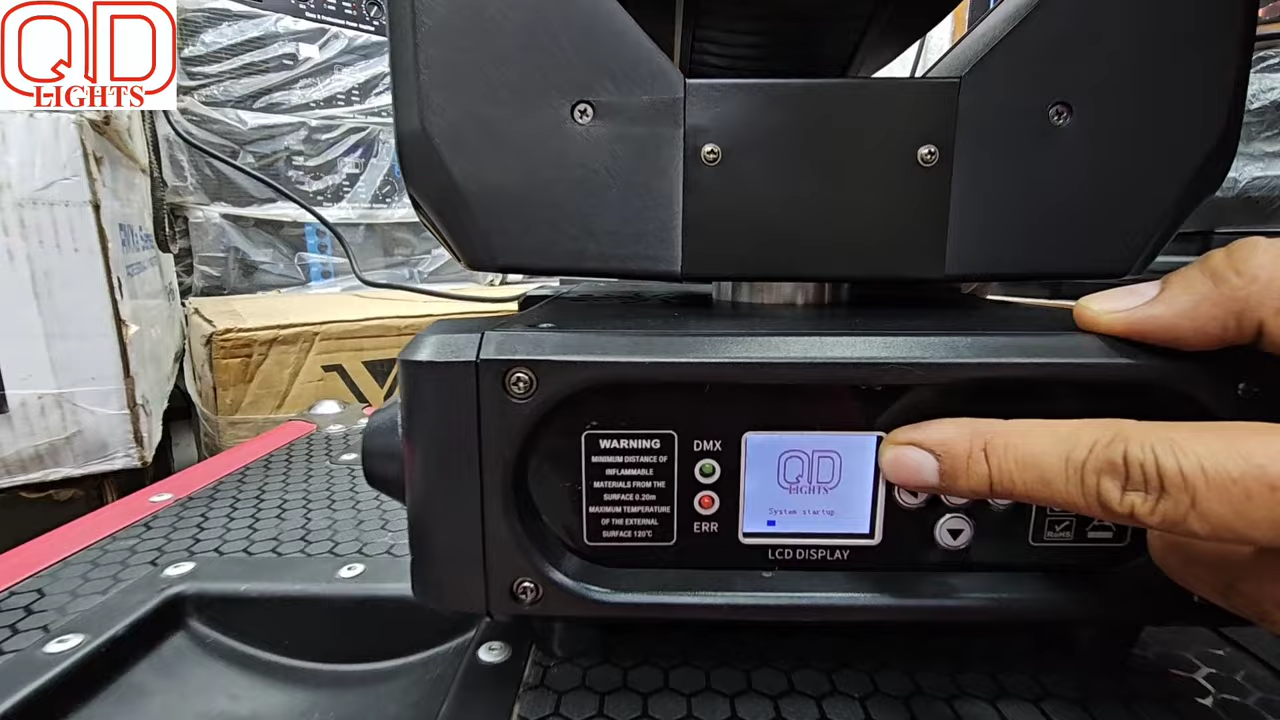 QD
LIGHTS
WARNING
MINIMUM DISTANCE OF
INFLAMMABLE
MATERIALS FROM THE
SURFACE 0.20m
MAXIMUM TEMPERATURE
OF THE EXTERNAL
SURFACE 120℃
DMX
ERR
QD
LIGHTS
System startup
LCD DISPLAY
RoHS